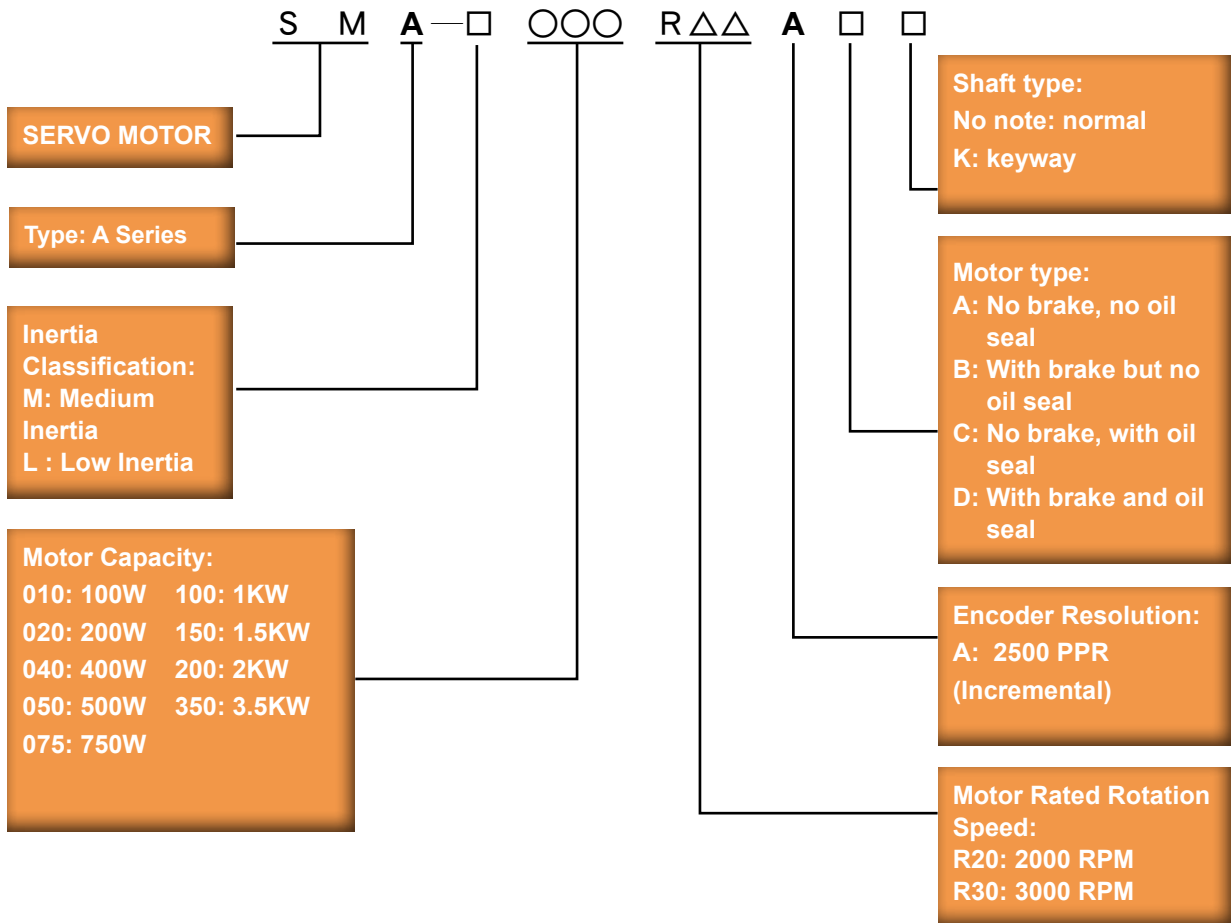 S M A—□ ○○○ R△△ A □ □
SERVO MOTOR
Type: A Series
Inertia
Classification:
M: Medium
Inertia
L : Low Inertia
Motor Capacity:
010: 100W 100: 1KW
020: 200W 150: 1.5KW
040: 400W 200: 2KW
050: 500W 350: 3.5KW
075: 750W
Shaft type:
No note: normal
K: keyway
Motor type:
A: No brake, no oil
seal
B: With brake but no
oil seal
C: No brake, with oil
seal
D: With brake and oil
seal
Encoder Resolution:
A: 2500 PPR
(Incremental)
Motor Rated Rotation
Speed:
R20: 2000 RPM
R30: 3000 RPM